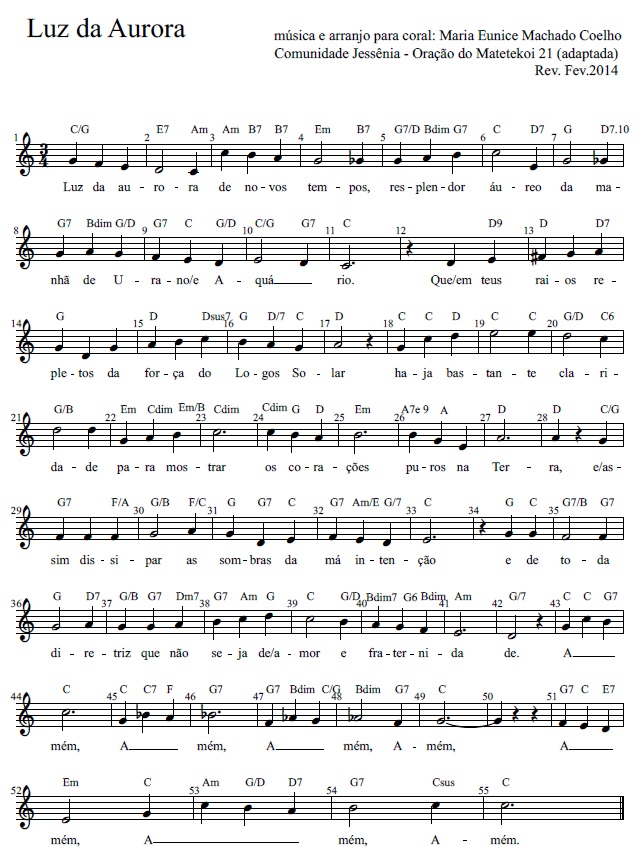 Luz da Aurora
música e arranjo para coral: Maria Eunice Machado Coelho
Comunidade Jessênia - Oração do Matetekoi 21 (adaptada)
Rev. Fev.2014
C/G E7 Am Am B7 B7 Em B7 G7/D Bdim G7 C D7 G D7.10
1 2 3 4 5 6 7
3 4
Luz da au - ro - ra de no - vos tem - pos, res - plen - dor áu - reo da ma -
G7 Bdim G/D G7 C G/D C/G G7 C D9 D D7
8 9 10 11 12 13
nhã de U - ra - no/e A - quá rio. Que/em teus rai - os re -
G D Dsus7 G D/7 C D C C D C C G/D C6
14 15 16 17 18 19 20
ple - tos da for - ça do Lo - gos So - lar ha - ja bas - tan - te cla - ri -
G/B Em Cdim Em/B Cdim Cdim G D Em A7e 9 A D D C/G
21 22 23 24 25 26 27 28
da - de pa - ra mos - trar os co - ra - ções pu - ros na Ter - ra, e/as-
G7 F/A G/B F/C G G7 G7 Am/E G/7 C G G G7/B G7
29 30 31 32 33 34 35
sim dis - si - par as som - bras da má in - ten - ção e de to - da
G D7 G/B G/B Dm7 G7 Am G C G/D Bdim7 G6 Bdim Am G/7 C C G7
36 37 38 39 40 41 42 43
di - re - triz que não se - ja de/a - mor e fra - ter - ni - da de. A
C C C7 F G7 G7 Bdim C/G Bdim G7 C G7 C E7
44 45 46 47 48 49 50 51
mém, A mém, A mém, A - mém, A
Em C Am G/D D7 G7 Csus C
52 53 54 55
mém, A mém, A - mém.